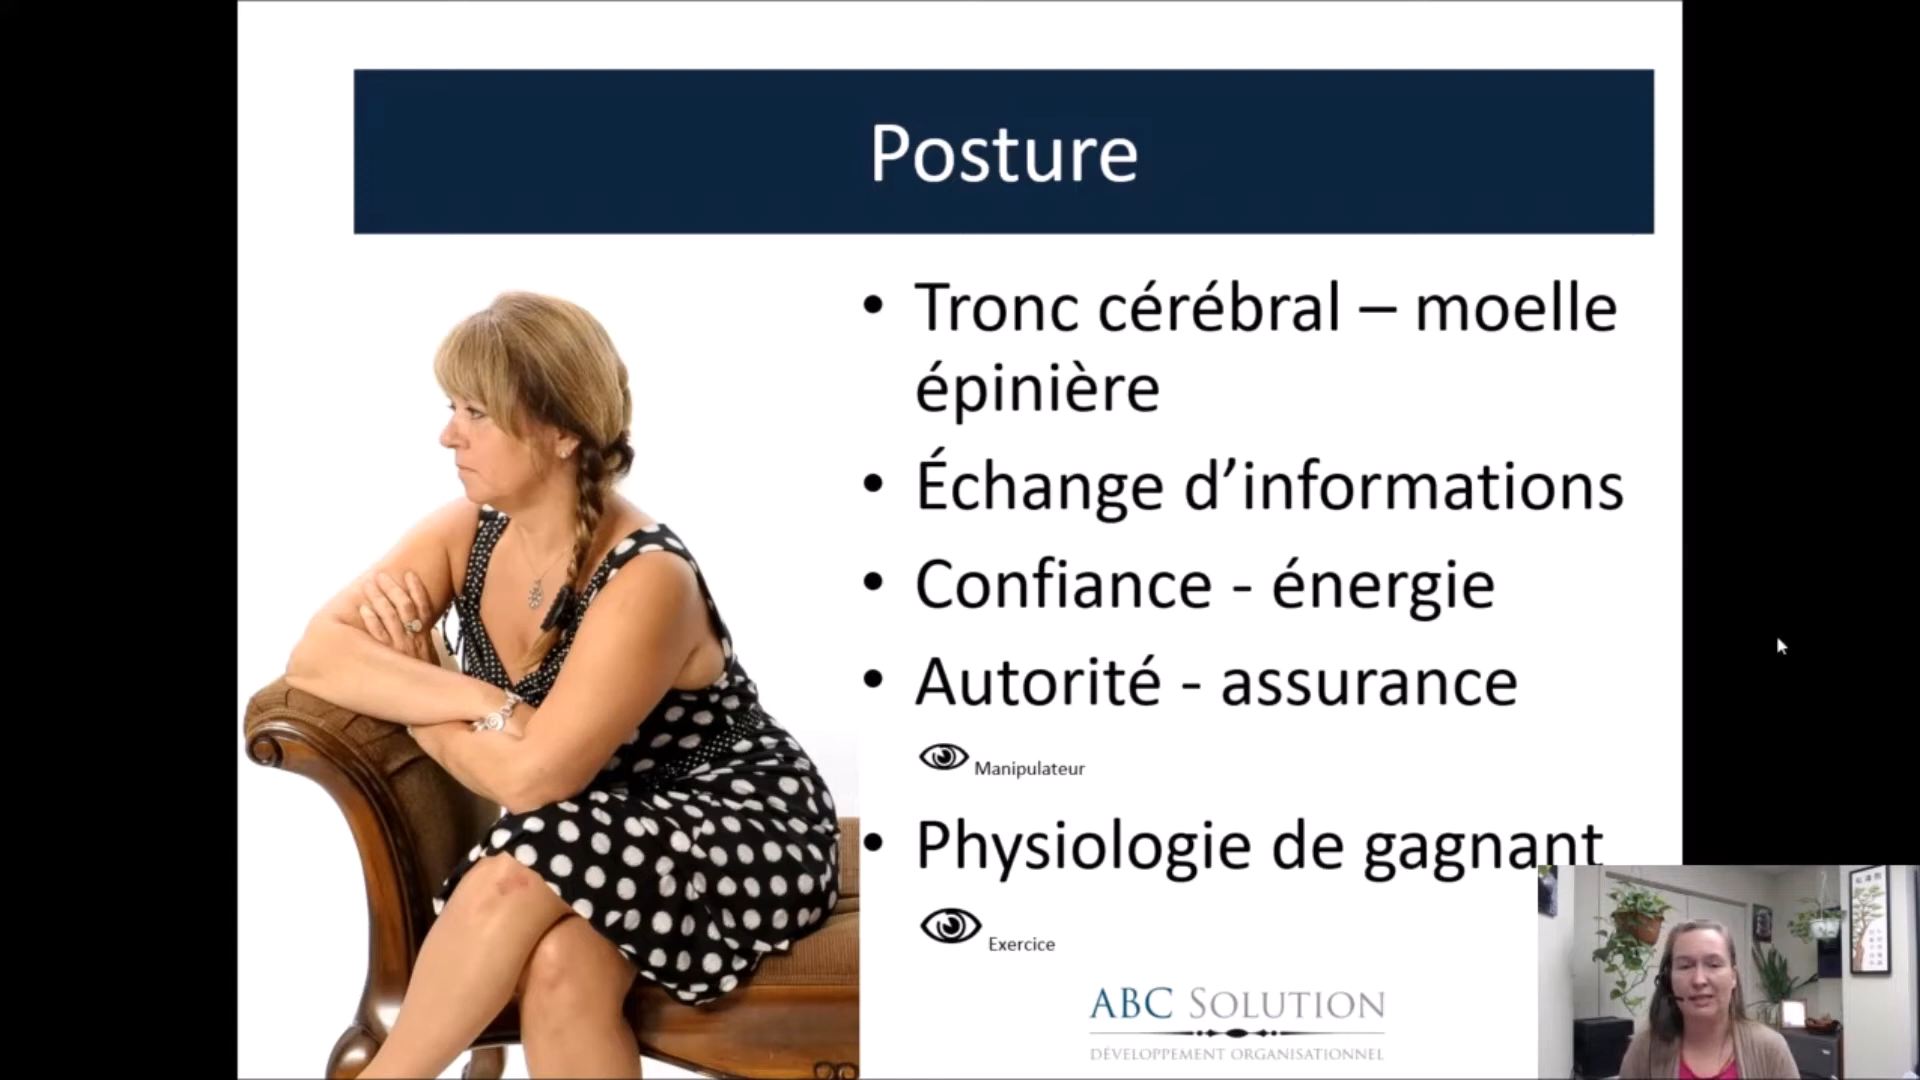 Posture
• Tronc cérébral – moelle
épinière
• Échange d’informations
• Confiance - énergie
• Autorité - assurance
Manipulateur
• Physiologie de gagnant
Exercice
ABC SOLUTION
DÉVELOPPEMENT ORGANISATIONNEL